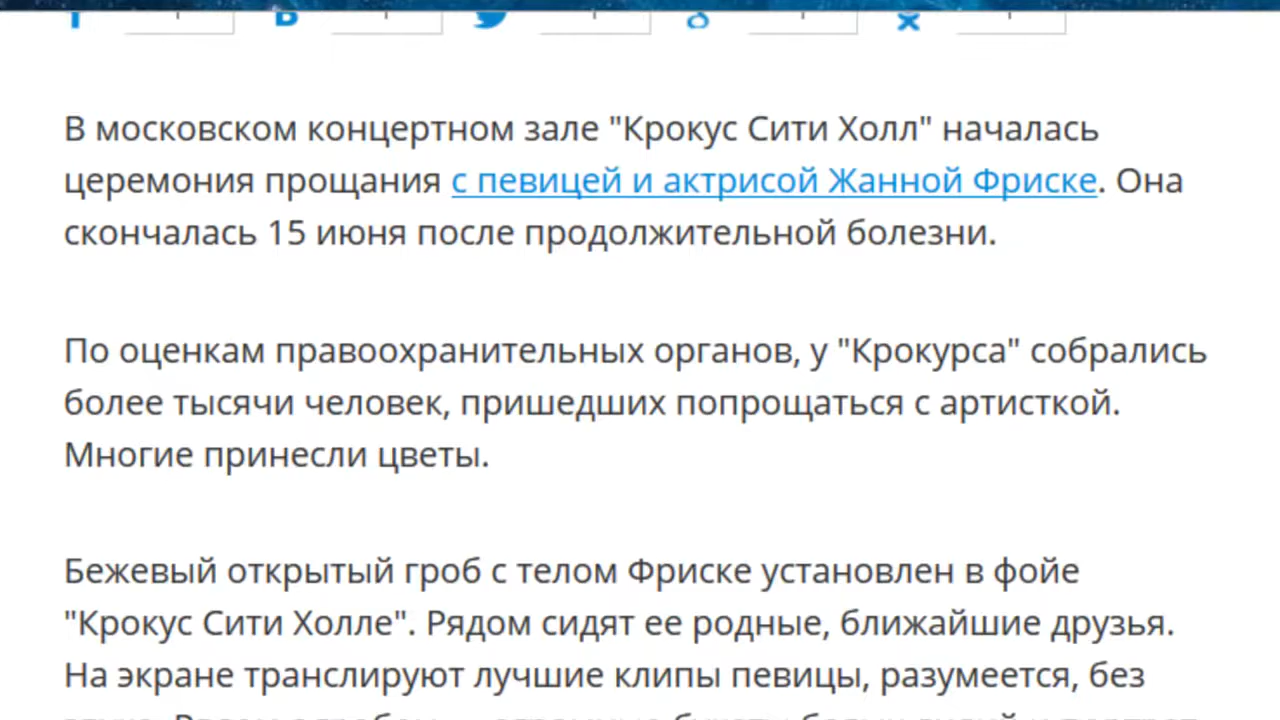 В московском концертном зале "Крокус Сити Холл" началась
церемония прощания с певицей и актрисой Жанной Фриске. Она
скончалась 15 июня после продолжительной болезни.
По оценкам правоохранительных органов, у "Крокурса" собрались
более тысячи человек, пришедших попрощаться с артисткой.
Многие принесли цветы.
Бежевый открытый гроб с телом Фриске установлен в фойе
"Крокус Сити Холле". Рядом сидят ее родные, ближайшие друзья.
На экране транслируют лучшие клипы певицы, разумеется, без